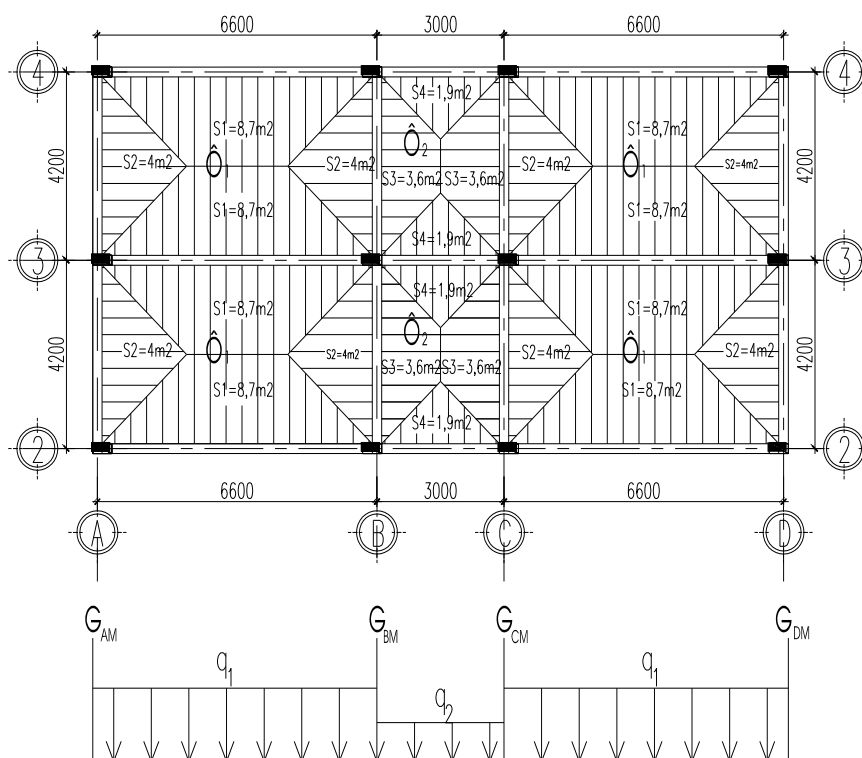 6600 3000 6600
4 4
S4=1,9m2
S1=8,7m2 S1=8,7m2
Ô2
4200 S2=4m2 Ô1 S2=4m2 S2=4m2 Ô1 S2=4m2 4200
S3=3,6m2 S3=3,6m2
S1=8,7m2 S1=8,7m2
S4=1,9m2
3 3
S4=1,9m2
S1=8,7m2 S1=8,7m2
Ô2
4200 S2=4m2 Ô1 S2=4m2 S2=4m2 Ô1 S2=4m2 4200
S3=3,6m2 S3=3,6m2
S1=8,7m2 S1=8,7m2
S4=1,9m2
2 2
6600 3000 6600
A B C D
GAM GBM GCM GDM
q1 q2 q1